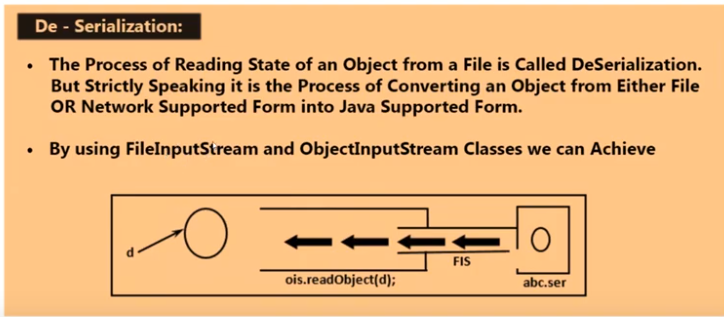 De - Serialization:
• The Process of Reading State of an Object from a File is Called DeSerialization.
But Strictly Speaking it is the Process of Converting an Object from Either File
OR Network Supported Form into Java Supported Form.
• By using FileInputStream and ObjectInputStream Classes we can Achieve
d
FIS
ois.readObject(d);
abc.ser